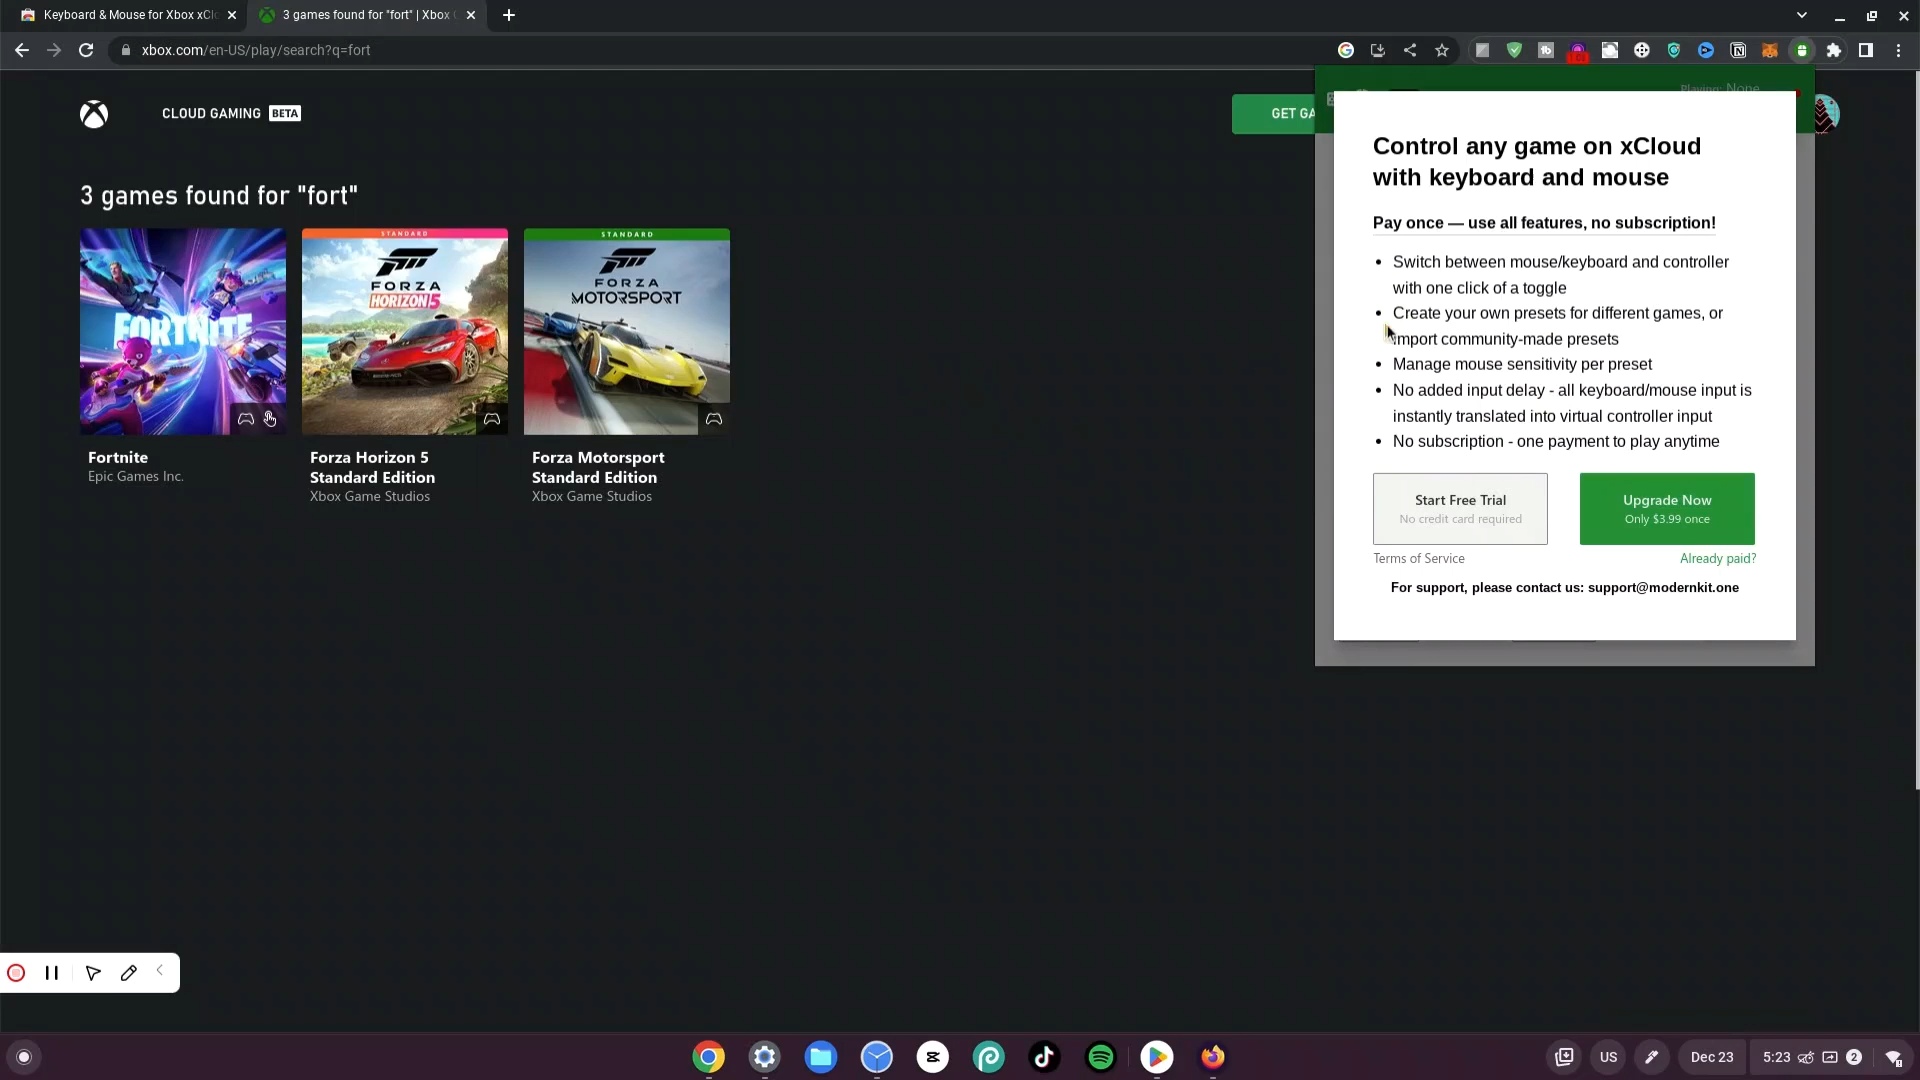 Keyboard & Mouse for Xbox xClo
3 games found for "fort" | Xbox C
xbox.com/en-US/play/search?q=fort
CLOUD GAMING BETA
GET GA
Playing: None
3 games found for "fort"
STANDARD
STANDARD
FORTNITE
FORZA
HORIZON 5
FORZA
MOTORSPORT
Fortnite
Epic Games Inc.
Forza Horizon 5
Standard Edition
Xbox Game Studios
Forza Motorsport
Standard Edition
Xbox Game Studios
Control any game on xCloud
with keyboard and mouse
Pay once — use all features, no subscription!
• Switch between mouse/keyboard and controller
with one click of a toggle
• Create your own presets for different games, or
import community-made presets
• Manage mouse sensitivity per preset
• No added input delay - all keyboard/mouse input is
instantly translated into virtual controller input
• No subscription - one payment to play anytime
Start Free Trial
No credit card required
Upgrade Now
Only $3.99 once
Terms of Service
Already paid?
For support, please contact us: support@modernkit.one
US
Dec 23
5:23
2